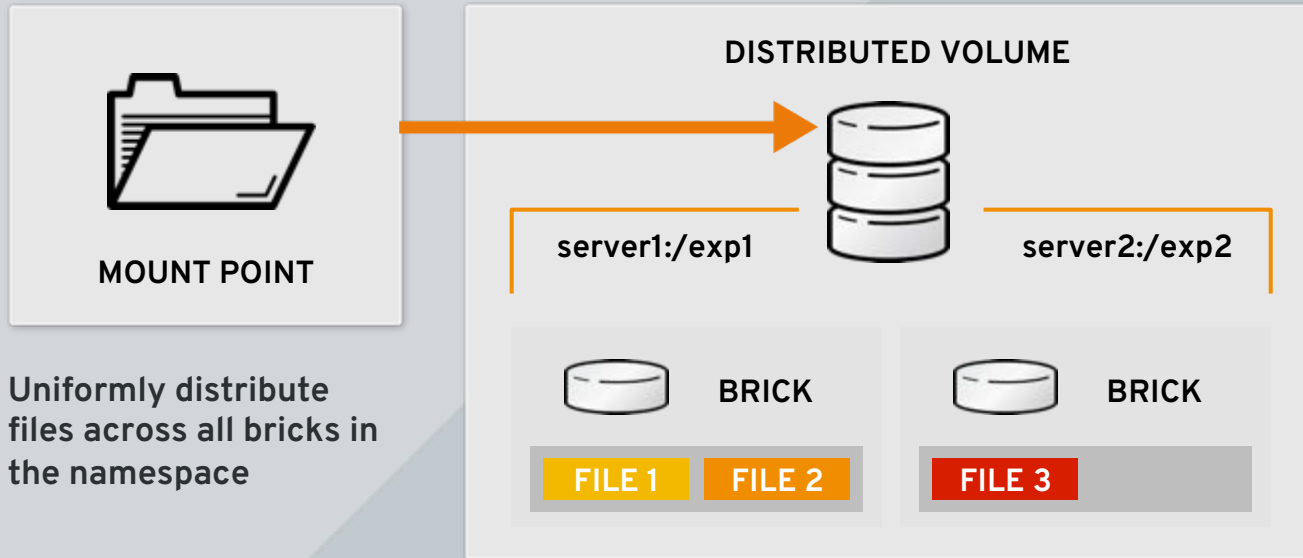 MOUNT POINT
Uniformly distribute
files across all bricks in
the namespace
DISTRIBUTED VOLUME
server1:/exp1
server2:/exp2
BRICK
BRICK
FILE 1
FILE 2
FILE 3